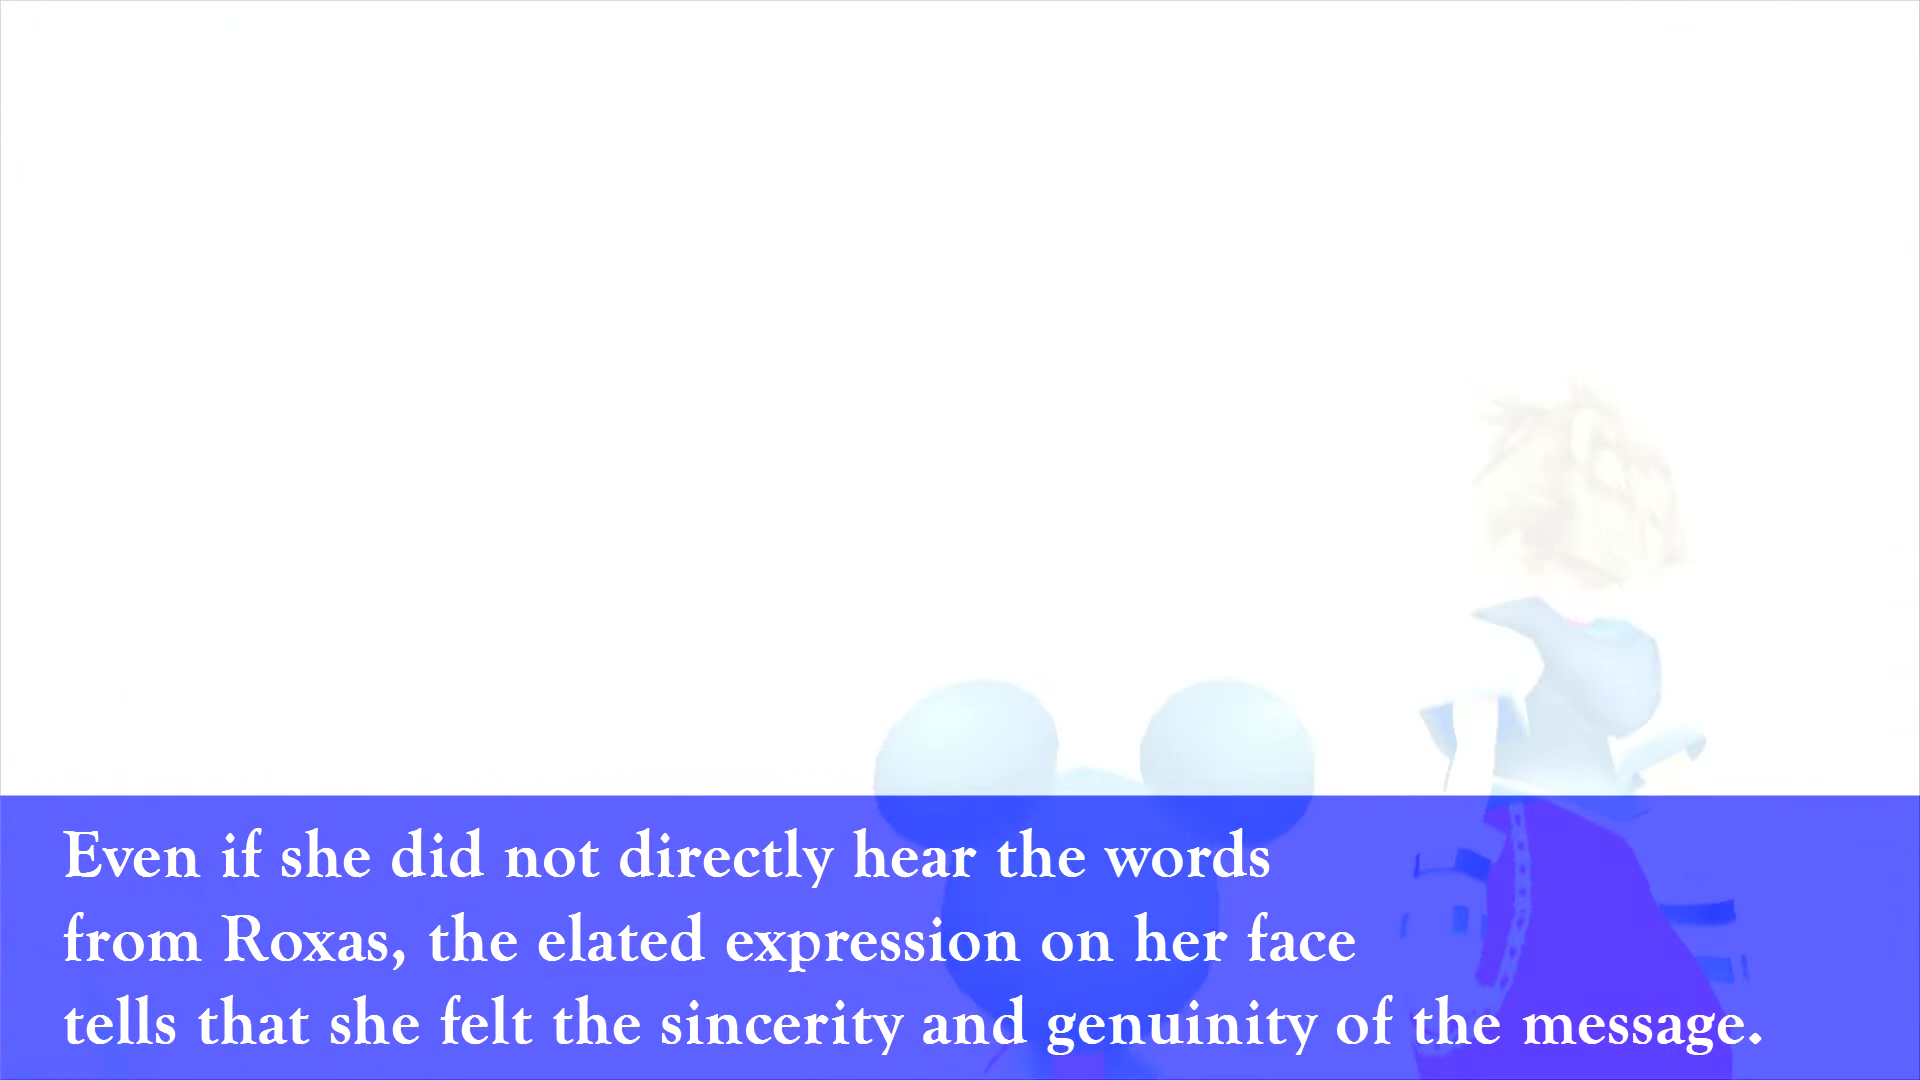 Even if she did not directly hear the words
from Roxas, the elated expression on her face
tells that she felt the sincerity and genuinity of the message.